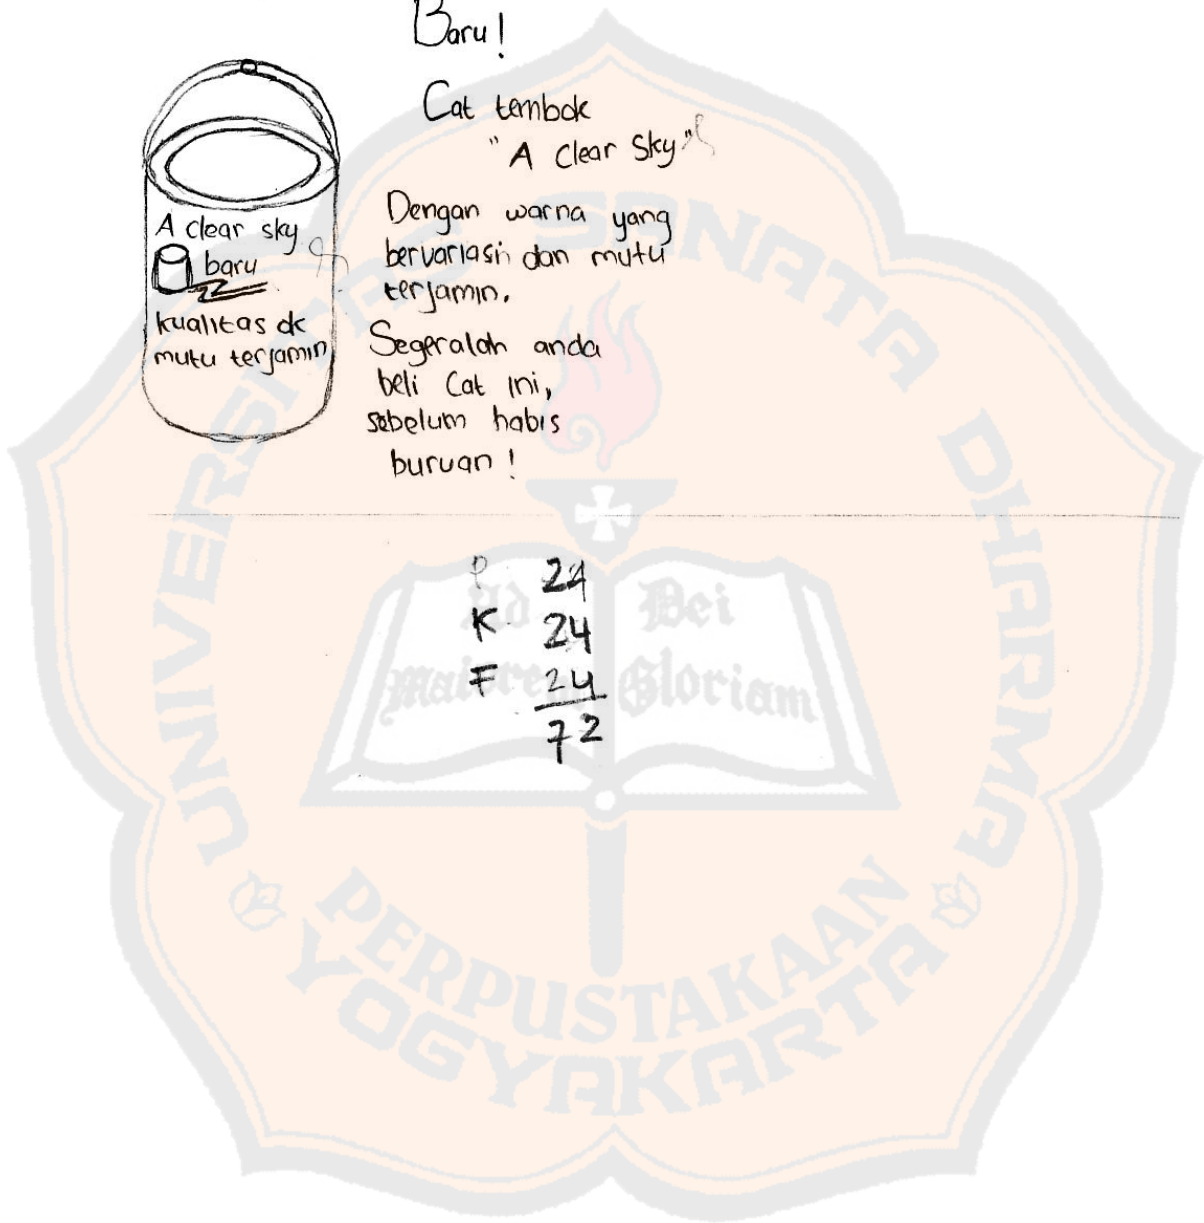 Baru!
Cat tembok
"A Clear Sky"
Dengan warna yang
bervariasi dan mutu
terjamin.
Segeralah anda
beli Cat ini,
sebelum habis
buruan!
A clear sky
baru
kualitas dk
mutu terjamin
P 24
K 24
F 24
72
UNIVERSITAS SANATA DHARMA
Ad Dei
Maiorem Gloriam
PERPUSTAKAAN
YOGYAKARTA